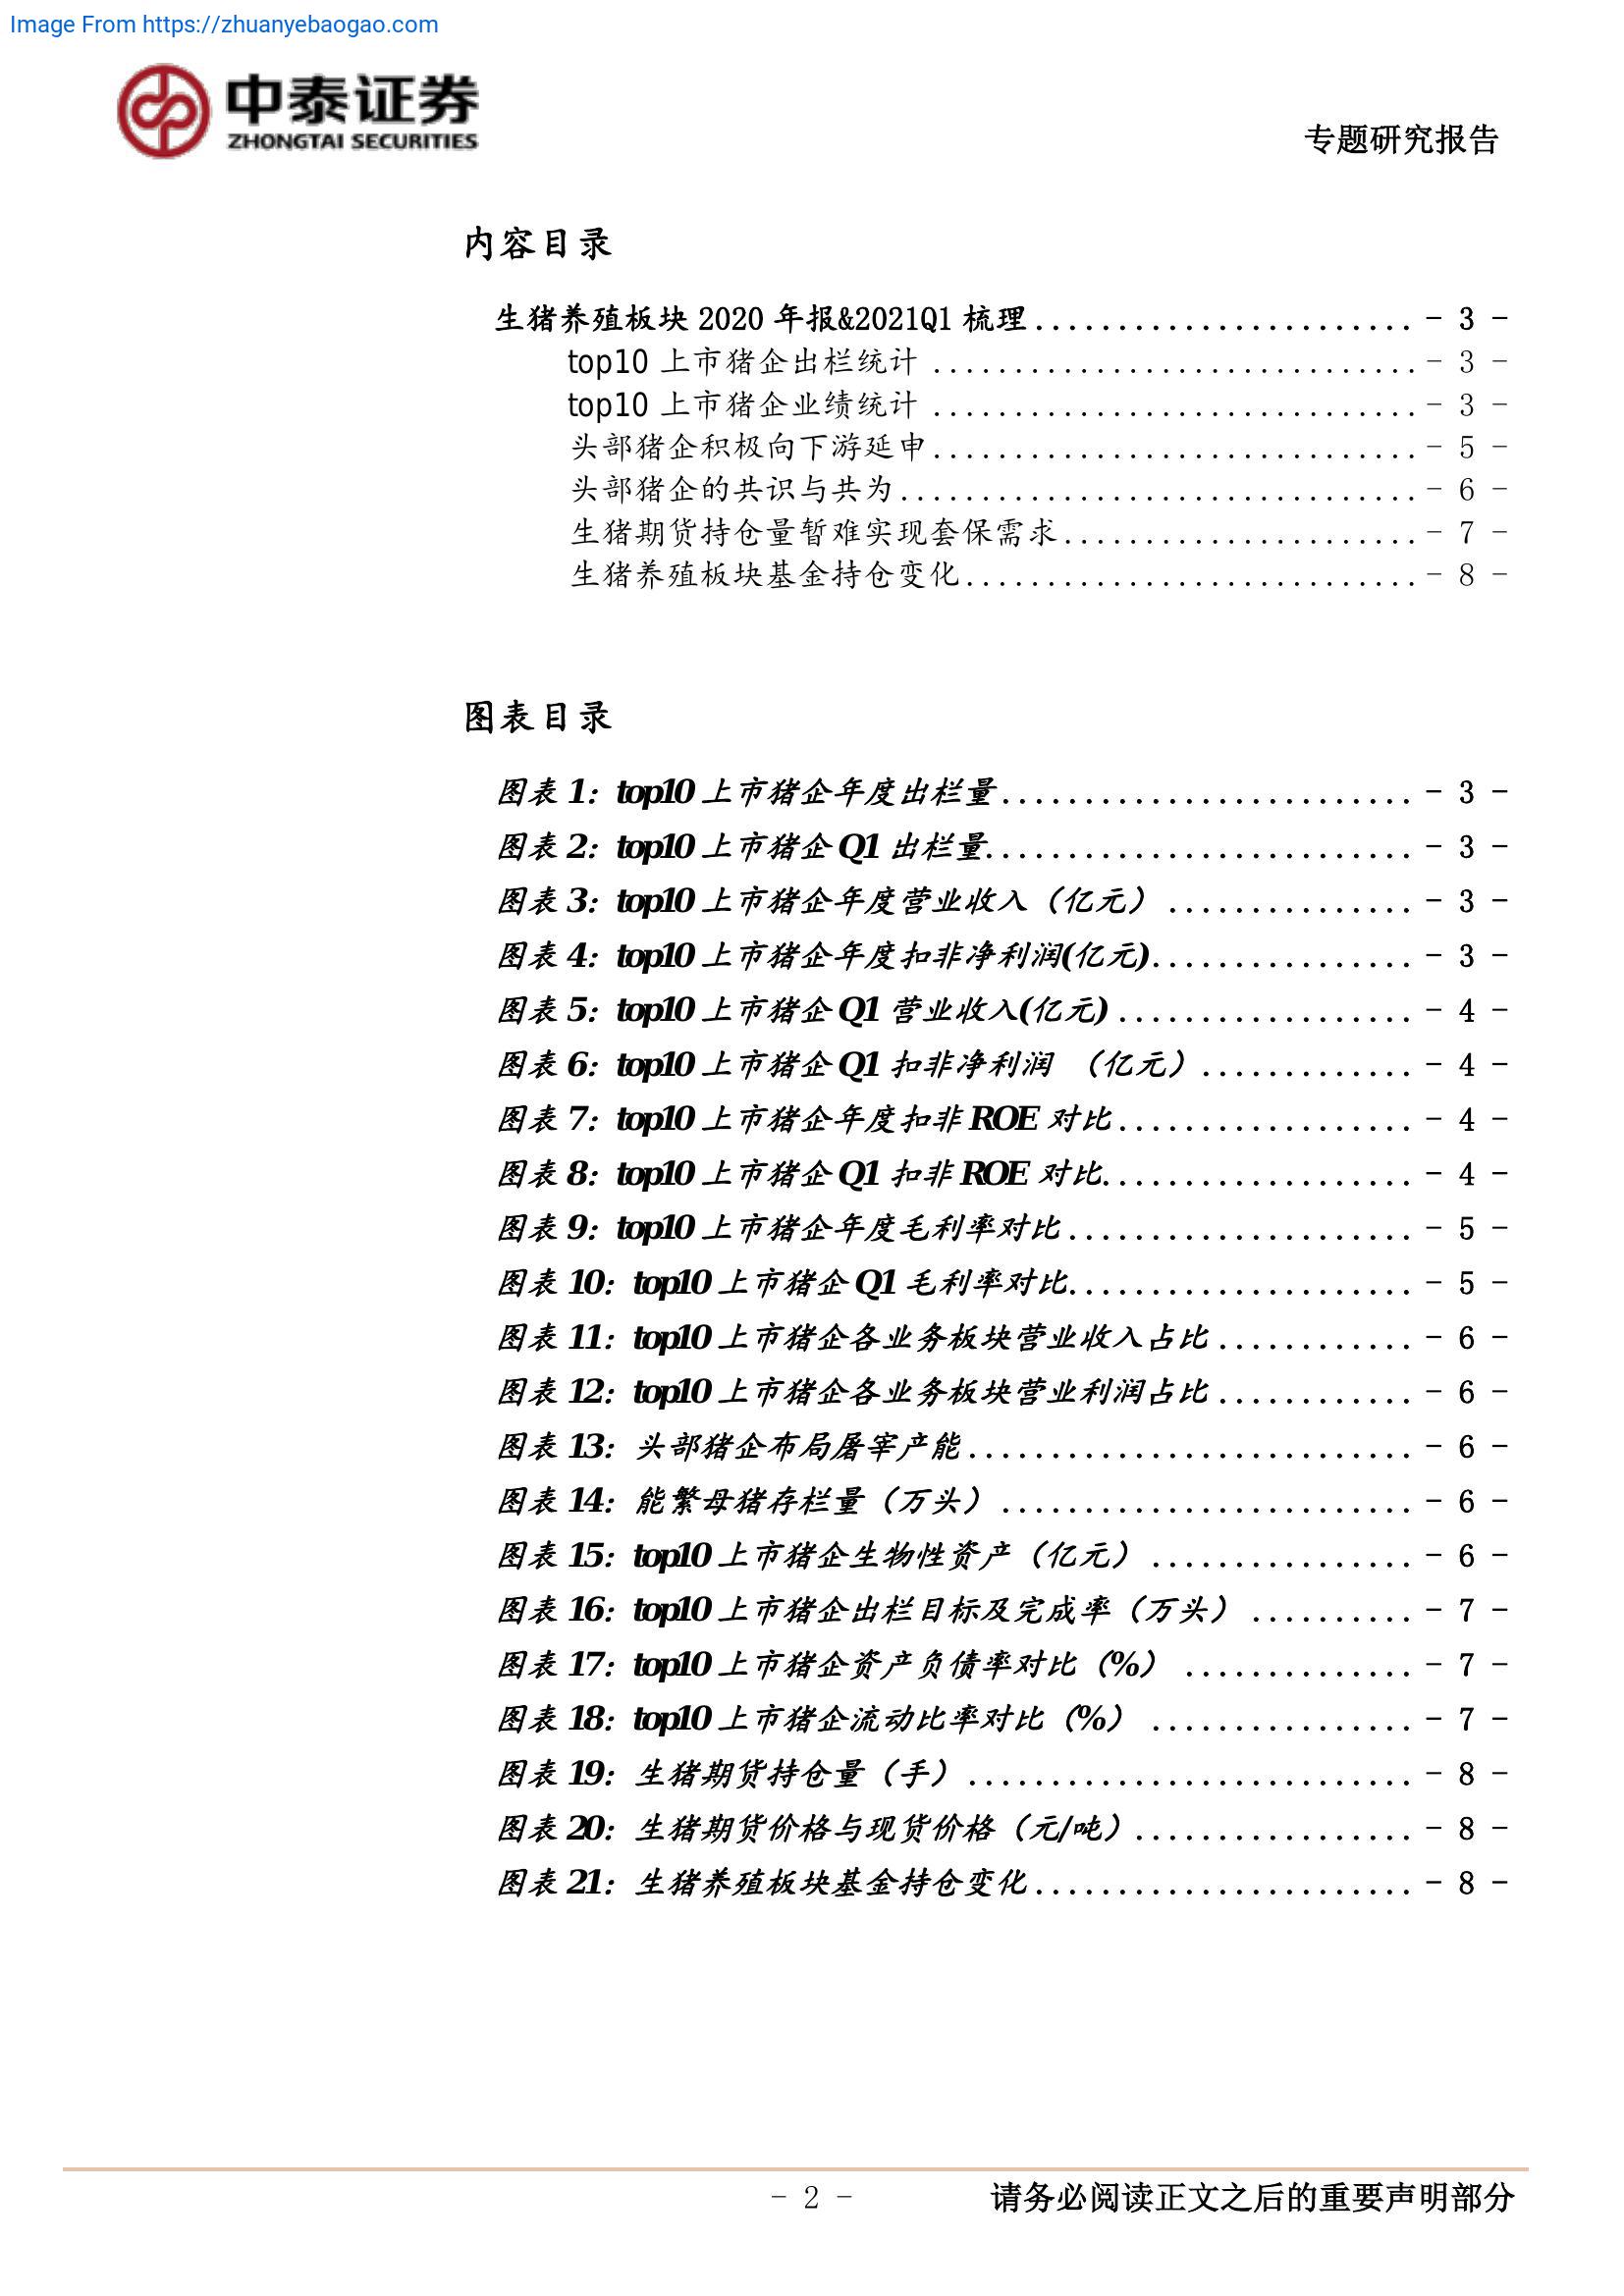 Image From https://zhuanyebaogao.com
中泰证券
ZHONGTAI SECURITIES
专题研究报告
内容目录
生猪养殖板块 2020 年报&2021Q1 梳理....................... - 3 -
top10 上市猪企出栏统计 .............................. - 3 -
top10 上市猪企业绩统计 .............................. - 3 -
头部猪企积极向下游延申.............................. - 5 -
头部猪企的共识与共为................................ - 6 -
生猪期货持仓量暂难实现套保需求...................... - 7 -
生猪养殖板块基金持仓变化............................ - 8 -
图表目录
图表 1：top10 上市猪企年度出栏量......................... - 3 -
图表 2：top10 上市猪企 Q1 出栏量.......................... - 3 -
图表 3：top10 上市猪企年度营业收入（亿元） ............... - 3 -
图表 4：top10 上市猪企年度扣非净利润(亿元)................ - 3 -
图表 5：top10 上市猪企 Q1 营业收入(亿元) .................. - 4 -
图表 6：top10 上市猪企 Q1 扣非净利润 （亿元）............. - 4 -
图表 7：top10 上市猪企年度扣非 ROE 对比.................. - 4 -
图表 8：top10 上市猪企 Q1 扣非 ROE 对比................... - 4 -
图表 9：top10 上市猪企年度毛利率对比..................... - 5 -
图表 10：top10 上市猪企 Q1 毛利率对比..................... - 5 -
图表 11：top10 上市猪企各业务板块营业收入占比............ - 6 -
图表 12：top10 上市猪企各业务板块营业利润占比............ - 6 -
图表 13：头部猪企布局屠宰产能........................... - 6 -
图表 14：能繁母猪存栏量（万头） ......................... - 6 -
图表 15：top10 上市猪企生物性资产（亿元） ................ - 6 -
图表 16：top10 上市猪企出栏目标及完成率（万头） .......... - 7 -
图表 17：top10 上市猪企资产负债率对比（%） .............. - 7 -
图表 18：top10 上市猪企流动比率对比（%） ................ - 7 -
图表 19：生猪期货持仓量（手）........................... - 8 -
图表 20：生猪期货价格与现货价格（元/吨）................. - 8 -
图表 21：生猪养殖板块基金持仓变化....................... - 8 -
- 2 -
请务必阅读正文之后的重要声明部分